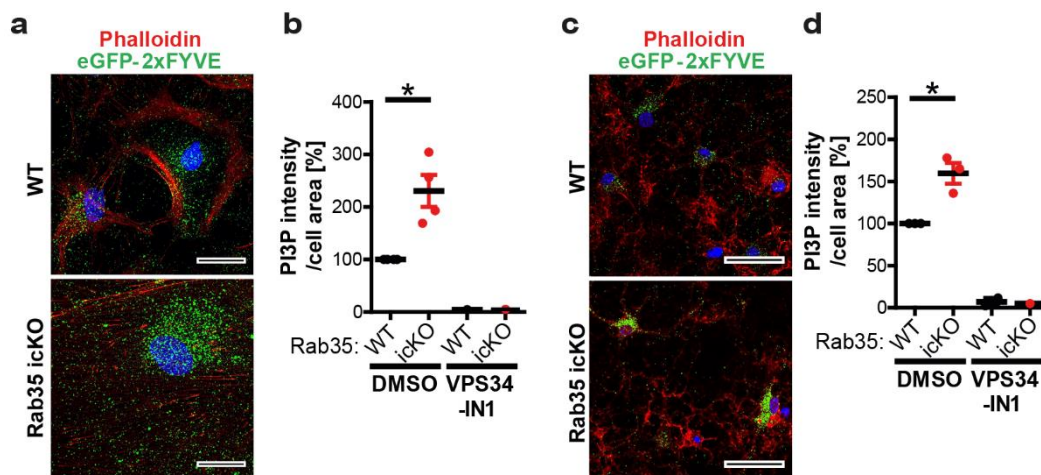 a
Phalloidin
eGFP-2xFYVE
WT
Rab35 icKO
b
PI3P intensity
/cell area [%]
400
300
200
100
0
*
Rab35: WT icKO WT icKO
DMSO VPS34
-IN1
c
Phalloidin
eGFP-2xFYVE
WT
Rab35 icKO
d
PI3P intensity
/cell area [%]
250
200
150
100
50
0
*
Rab35: WT icKO WT icKO
DMSO VPS34
-IN1